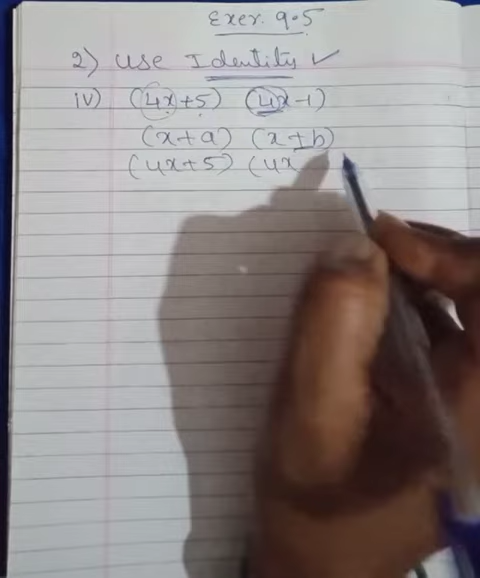 Exer. 9.5
2) Use Identity ✓
iv) (4x+5) (4x-1)
(x+a) (x+b)
(4x+5) (4x